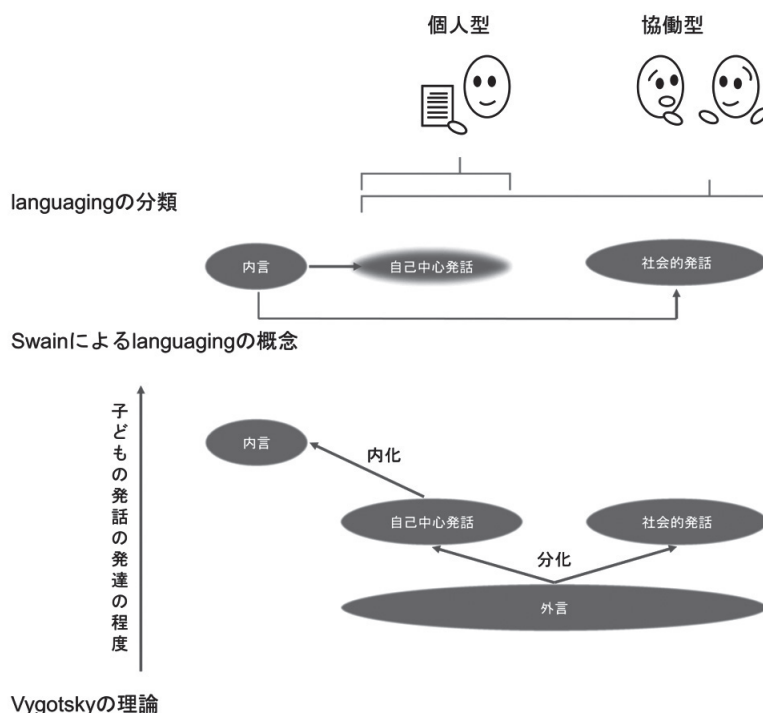 個人型
協働型
languagingの分類
内言
自己中心発話
社会的発話
Swainによるlanguagingの概念
子どもの発話の発達の程度
内言
内化
自己中心発話
社会的発話
分化
外言
Vygotskyの理論